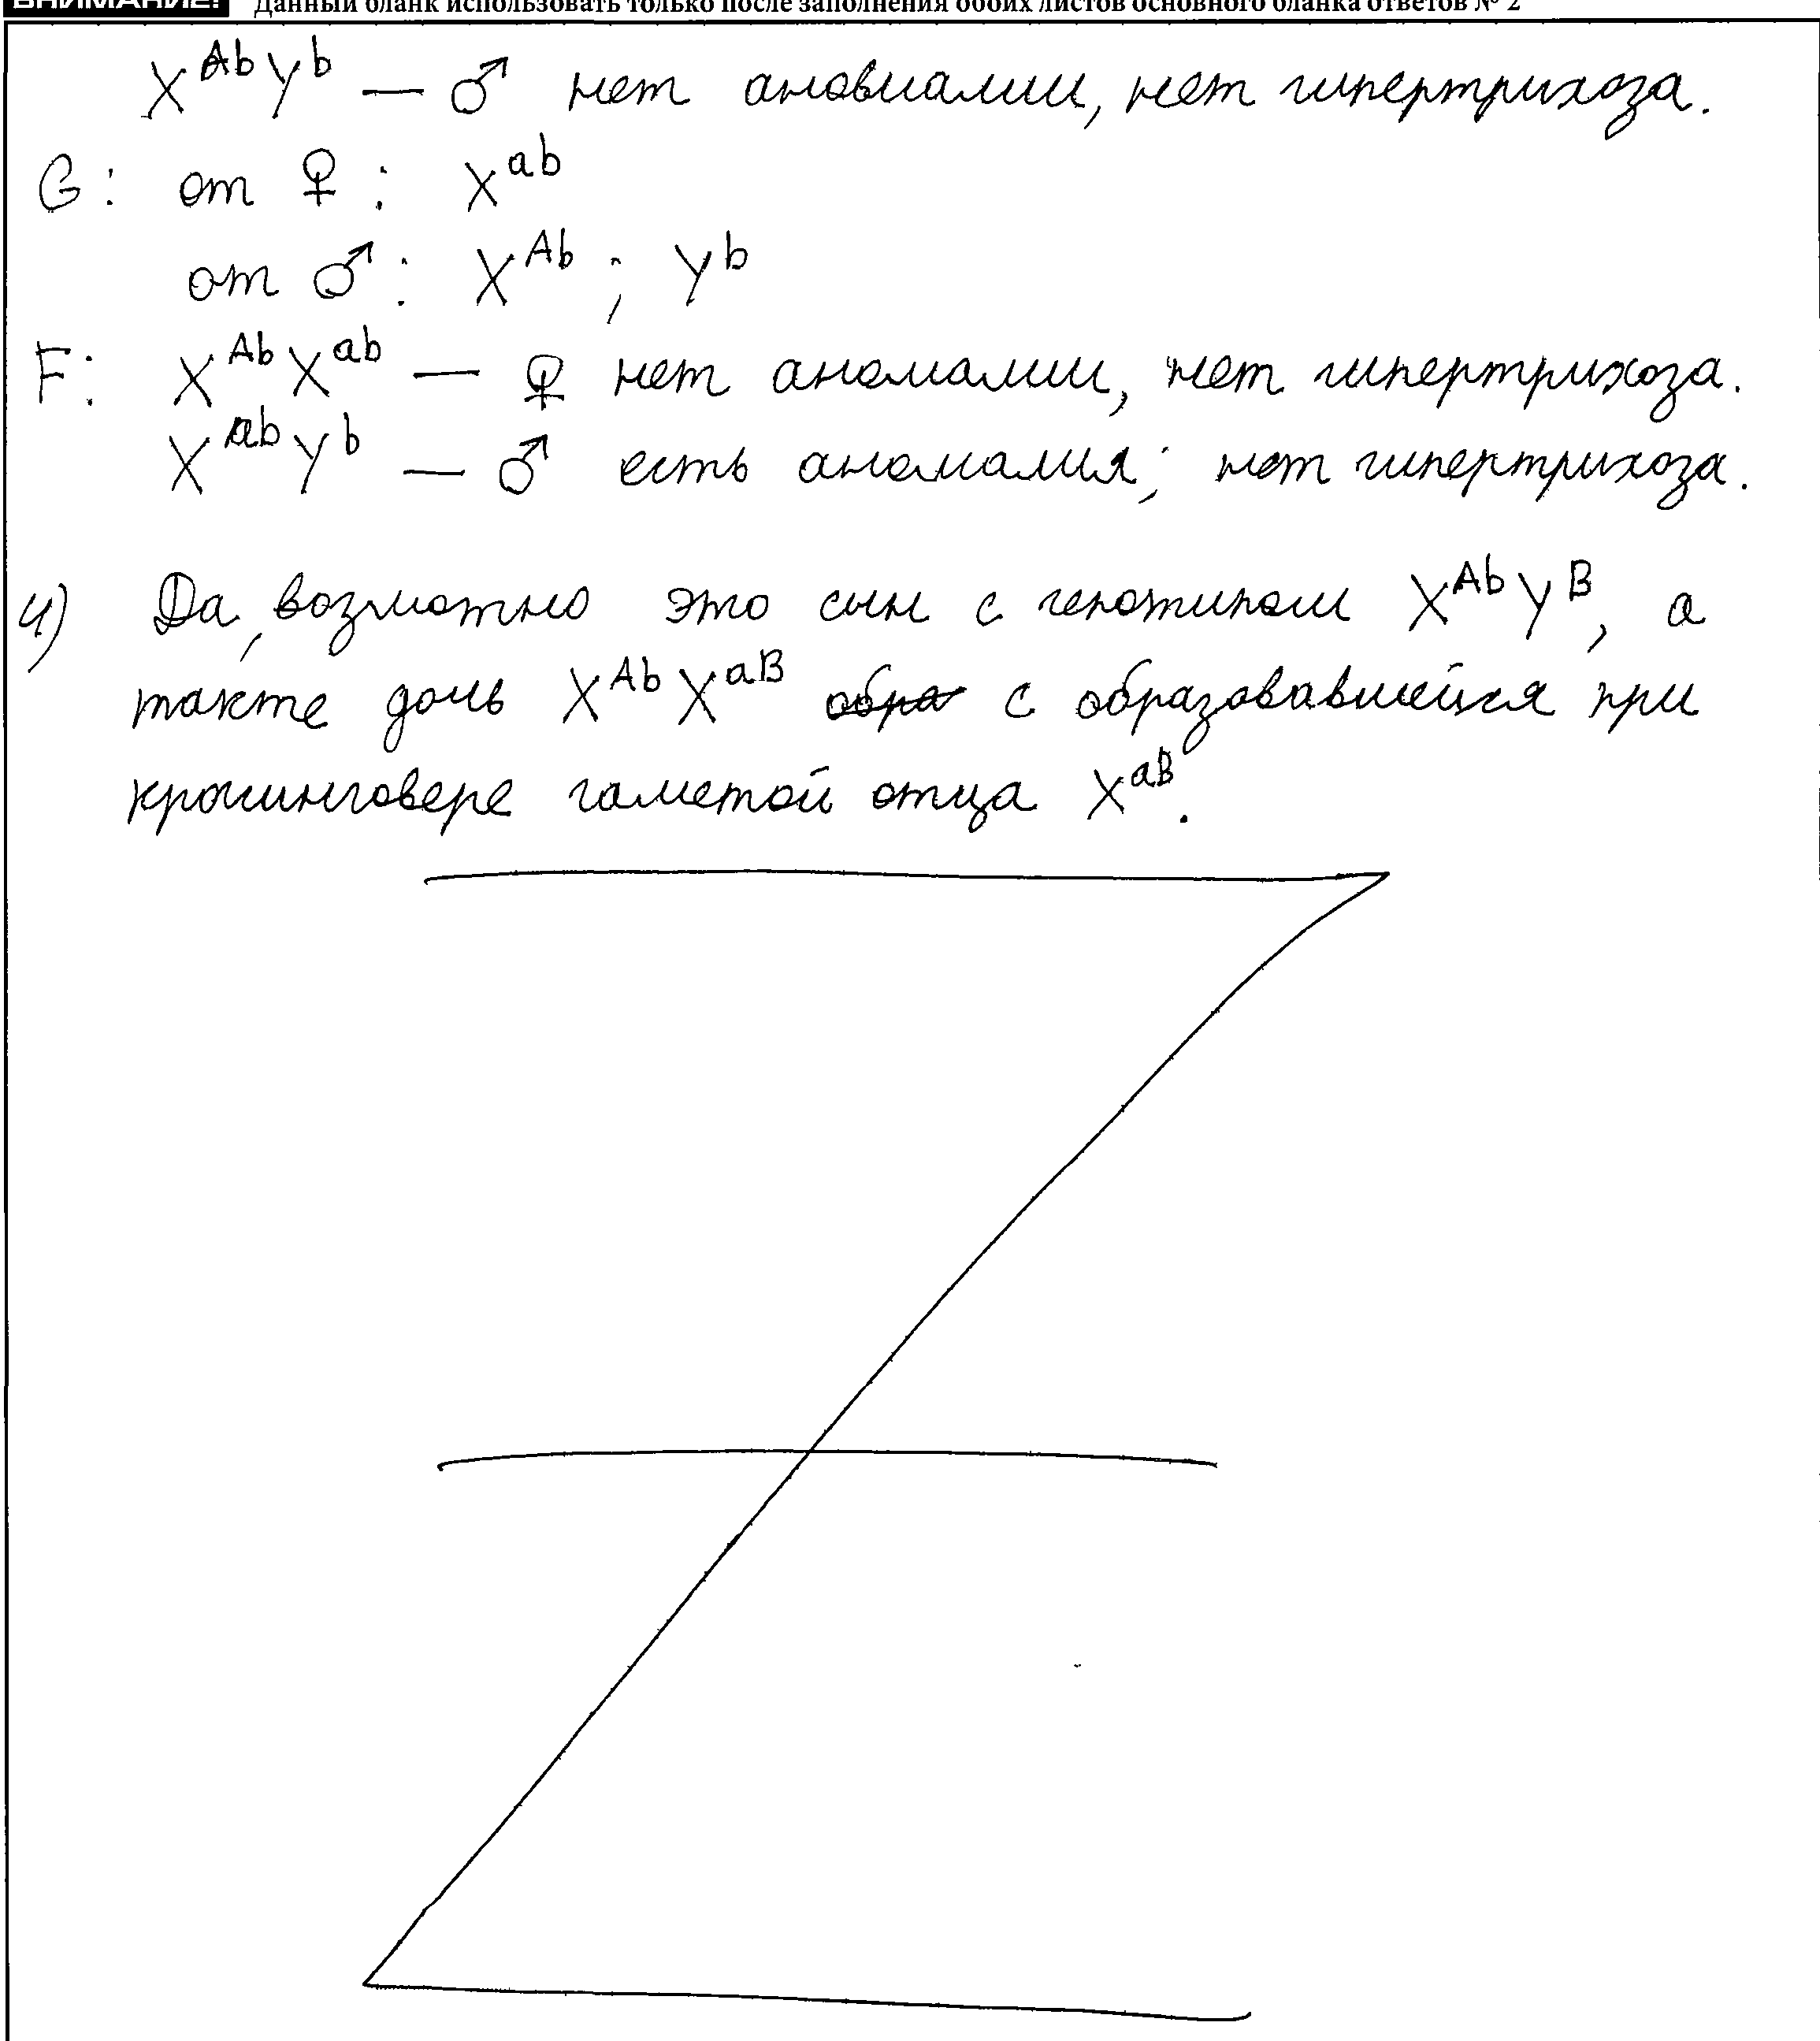 ВНИМАНИЕ! Данный бланк использовать только после заполнения обоих листов основного бланка ответов № 2
X^Ab Y^b — ♂ нет аномалии, нет гипертрихоза.
G: от ♀: X^ab
от ♂: X^Ab ; Y^b
F: X^Ab X^ab — ♀ нет аномалии, нет гипертрихоза.
X^ab Y^b — ♂ есть аномалия; нет гипертрихоза.
4) Да, возможно это сын с генотипом X^Ab Y^B, а
также дочь X^Ab X^aB обра с образовавшейся при
кроссинговере гаметой отца X^aB.